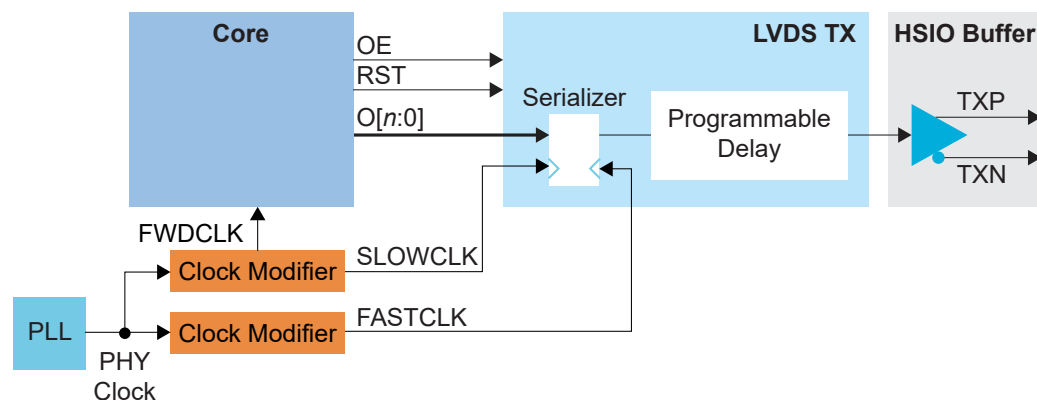 Core
LVDS TX
HSIO Buffer
OE
RST
O[n:0]
Serializer
Programmable
Delay
TXP
TXN
FWDCLK
Clock Modifier
SLOWCLK
PLL
Clock Modifier
FASTCLK
PHY
Clock